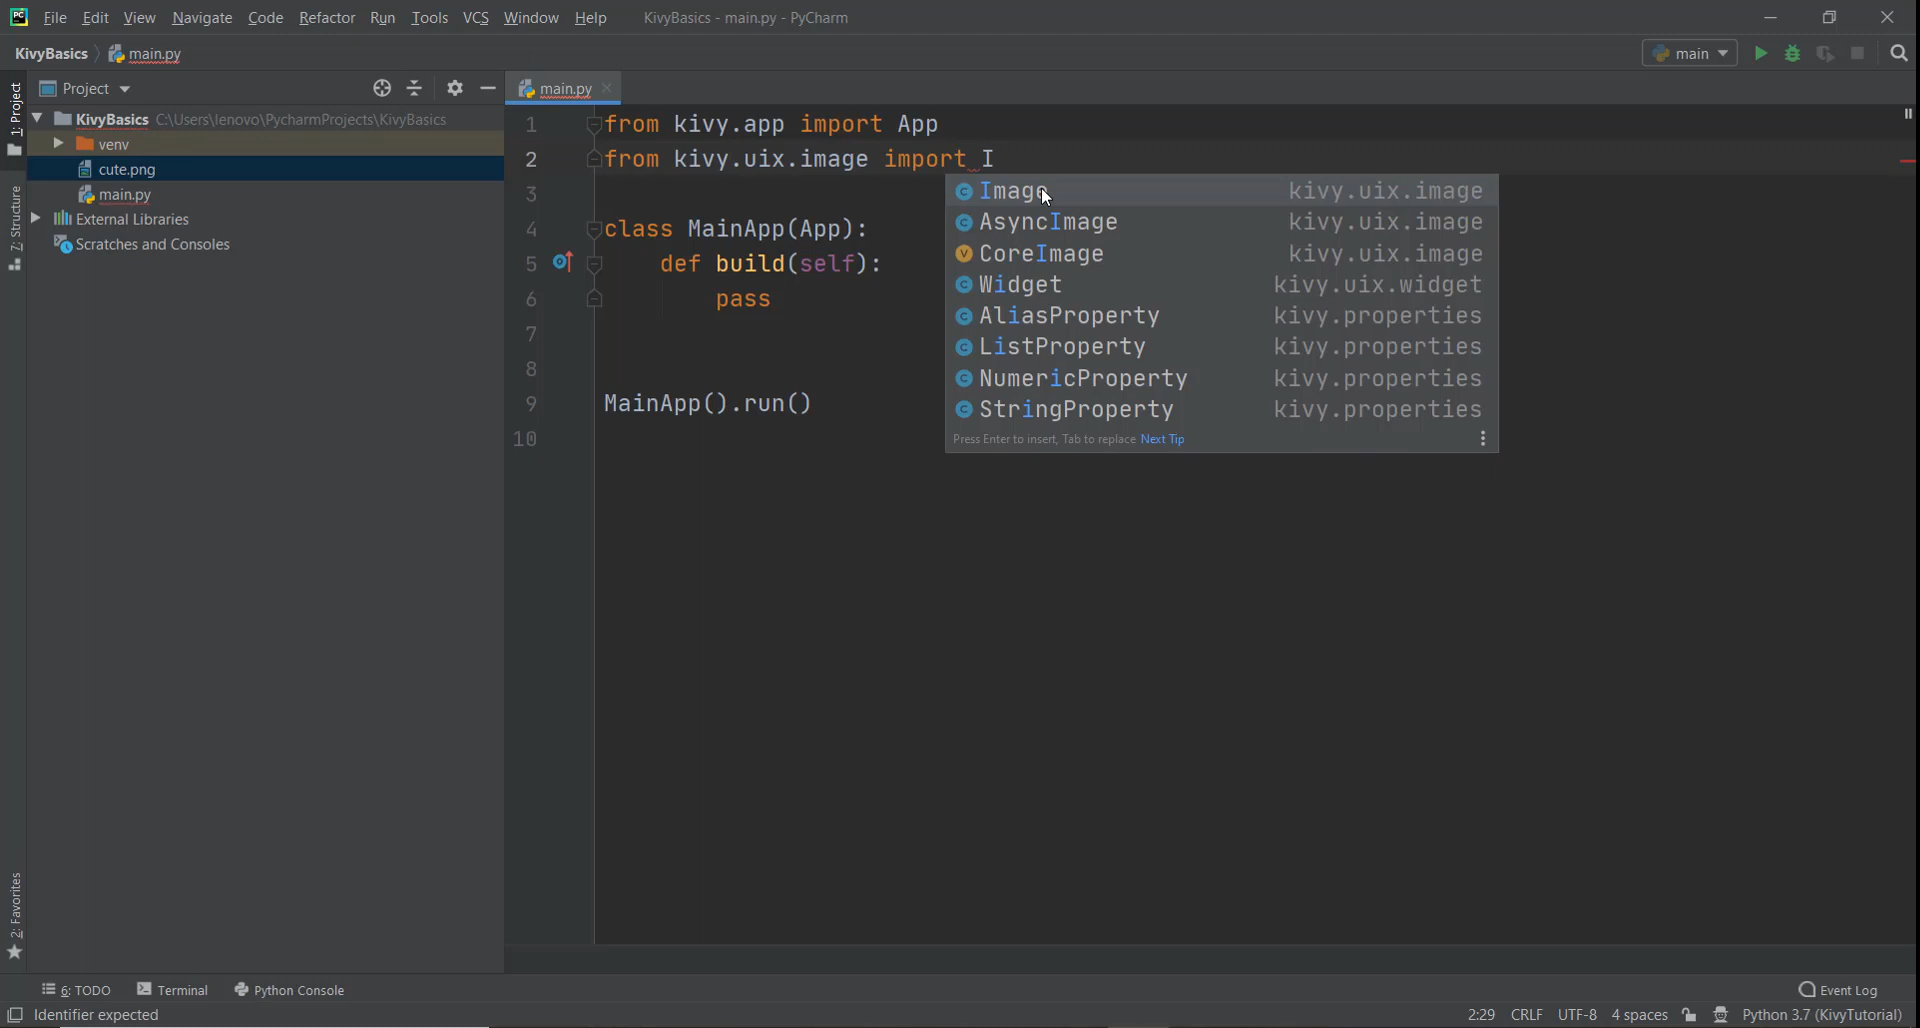 PC File Edit View Navigate Code Refactor Run Tools VCS Window Help KivyBasics - main.py - PyCharm
KivyBasics main.py main
1: Project
Z: Structure
2: Favorites
Project
KivyBasics C:\Users\lenovo\PycharmProjects\KivyBasics
venv
cute.png
main.py
External Libraries
Scratches and Consoles
main.py
1 from kivy.app import App
2 from kivy.uix.image import I
3
4 class MainApp(App):
5 def build(self):
6 pass
7
8
9 MainApp().run()
10
Image kivy.uix.image
AsyncImage kivy.uix.image
CoreImage kivy.uix.image
Widget kivy.uix.widget
AliasProperty kivy.properties
ListProperty kivy.properties
NumericProperty kivy.properties
StringProperty kivy.properties
Press Enter to insert, Tab to replace Next Tip
6: TODO Terminal Python Console Event Log
Identifier expected 2:29 CRLF UTF-8 4 spaces Python 3.7 (KivyTutorial)